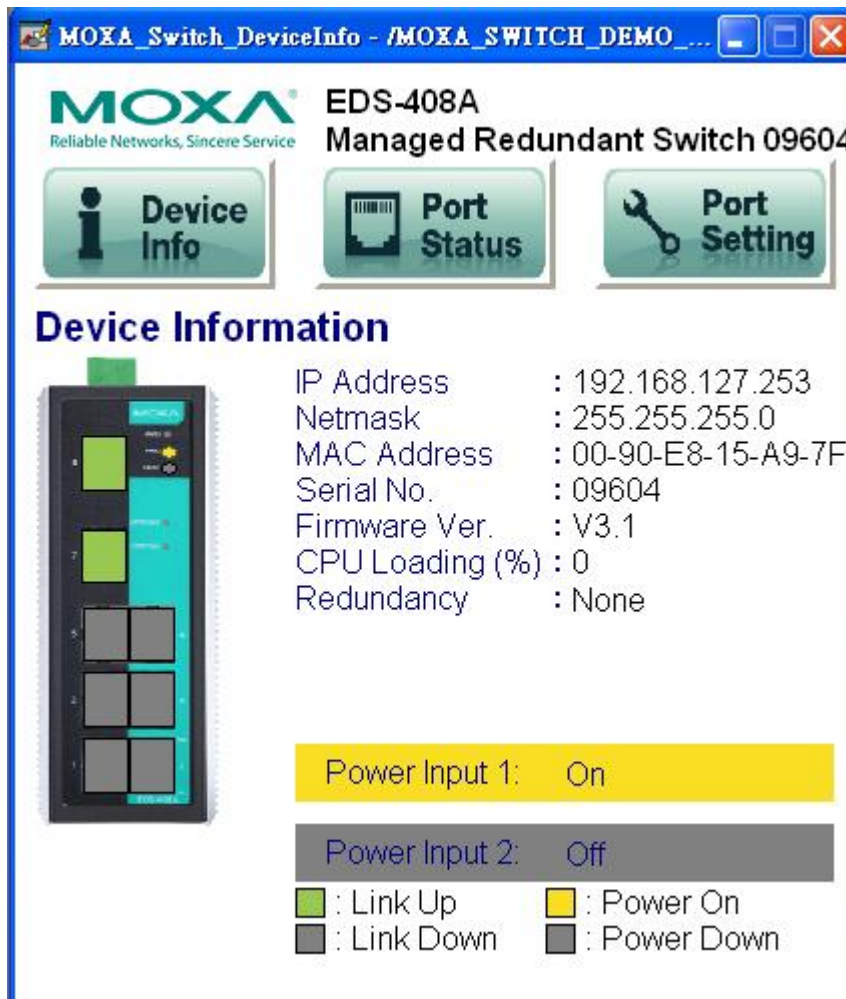 MOXA_Switch_DeviceInfo - /MOXA_SWITCH_DEMO_...
MOXA®
Reliable Networks, Sincere Service
EDS-408A
Managed Redundant Switch 09604
Device Info
Port Status
Port Setting
Device Information
IP Address : 192.168.127.253
Netmask : 255.255.255.0
MAC Address : 00-90-E8-15-A9-7F
Serial No. : 09604
Firmware Ver. : V3.1
CPU Loading (%) : 0
Redundancy : None
MOXA
EDS-408A
Power Input 1: On
Power Input 2: Off
: Link Up : Power On
: Link Down : Power Down